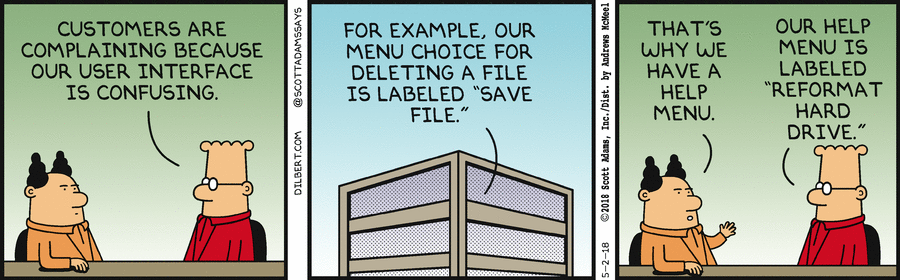 CUSTOMERS ARE
COMPLAINING BECAUSE
OUR USER INTERFACE
IS CONFUSING.
DILBERT.COM @SCOTTADAMSSAYS
FOR EXAMPLE, OUR
MENU CHOICE FOR
DELETING A FILE
IS LABELED “SAVE
FILE.”
5-2-18 ©2018 Scott Adams, Inc./Dist. by Andrews McMeel
THAT'S
WHY WE
HAVE A
HELP
MENU.
OUR HELP
MENU IS
LABELED
“REFORMAT
HARD
DRIVE.”